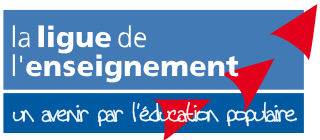 la ligue de
l'enseignement
un avenir par l'éducation populaire